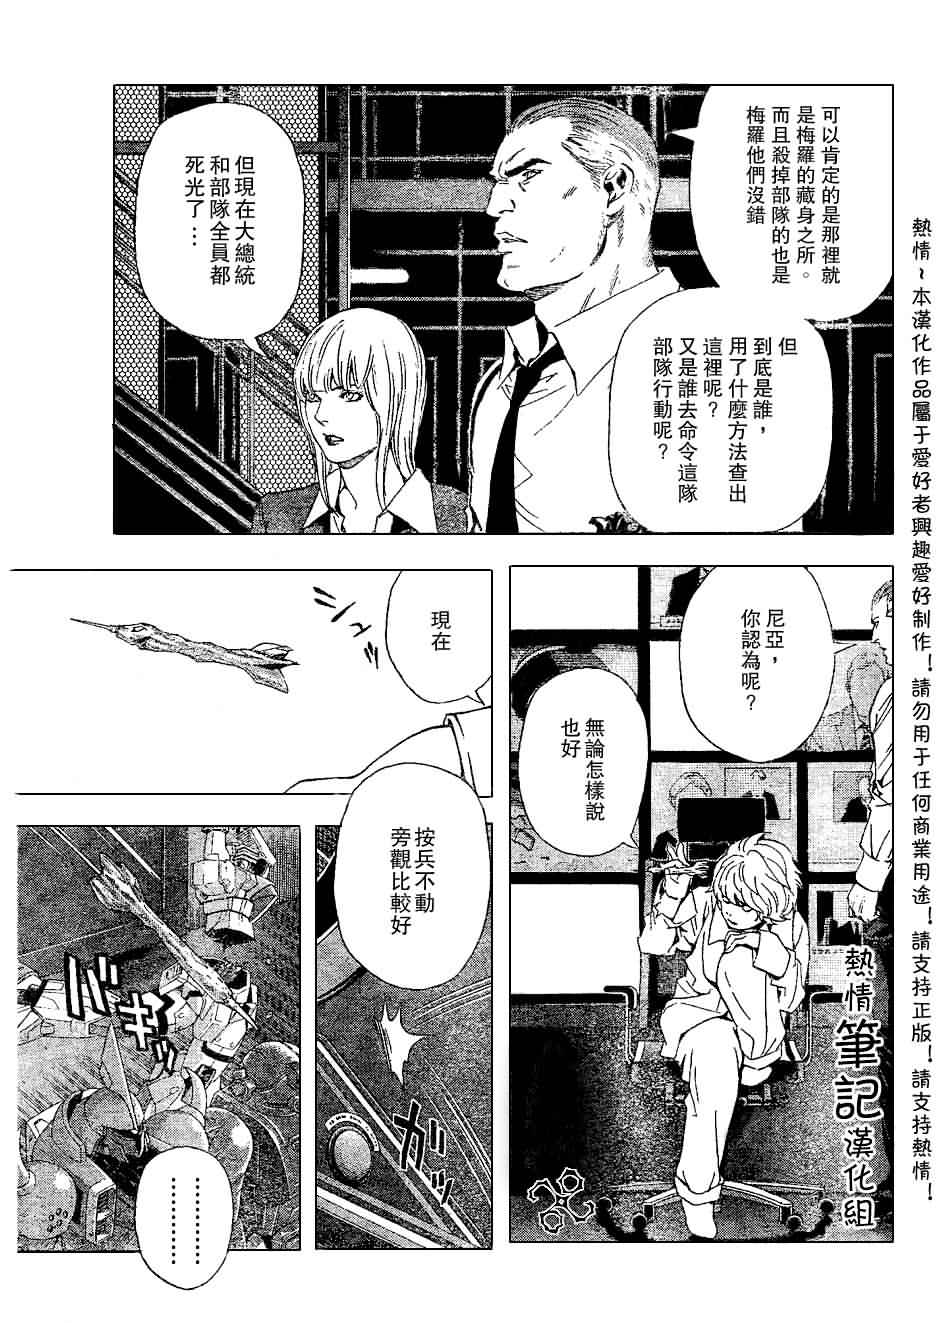 可以肯定的是那裡就
是梅羅的藏身之所。
而且殺掉部隊的也是
梅羅他們沒錯
但
到底是誰，
用了什麼方法查出
這裡呢？
又是誰去命令這隊
部隊行動呢？
但現在大總統
和部隊全員都
死光了…
尼亞，
你認為呢？
無論怎樣說
也好
現在
按兵不動
旁觀比較好
…………
…………
熱情筆記漢化組
熱情~本漢化作品屬于愛好者興趣愛好制作！請勿用于任何商業用途！請支持正版！請支持熱情！